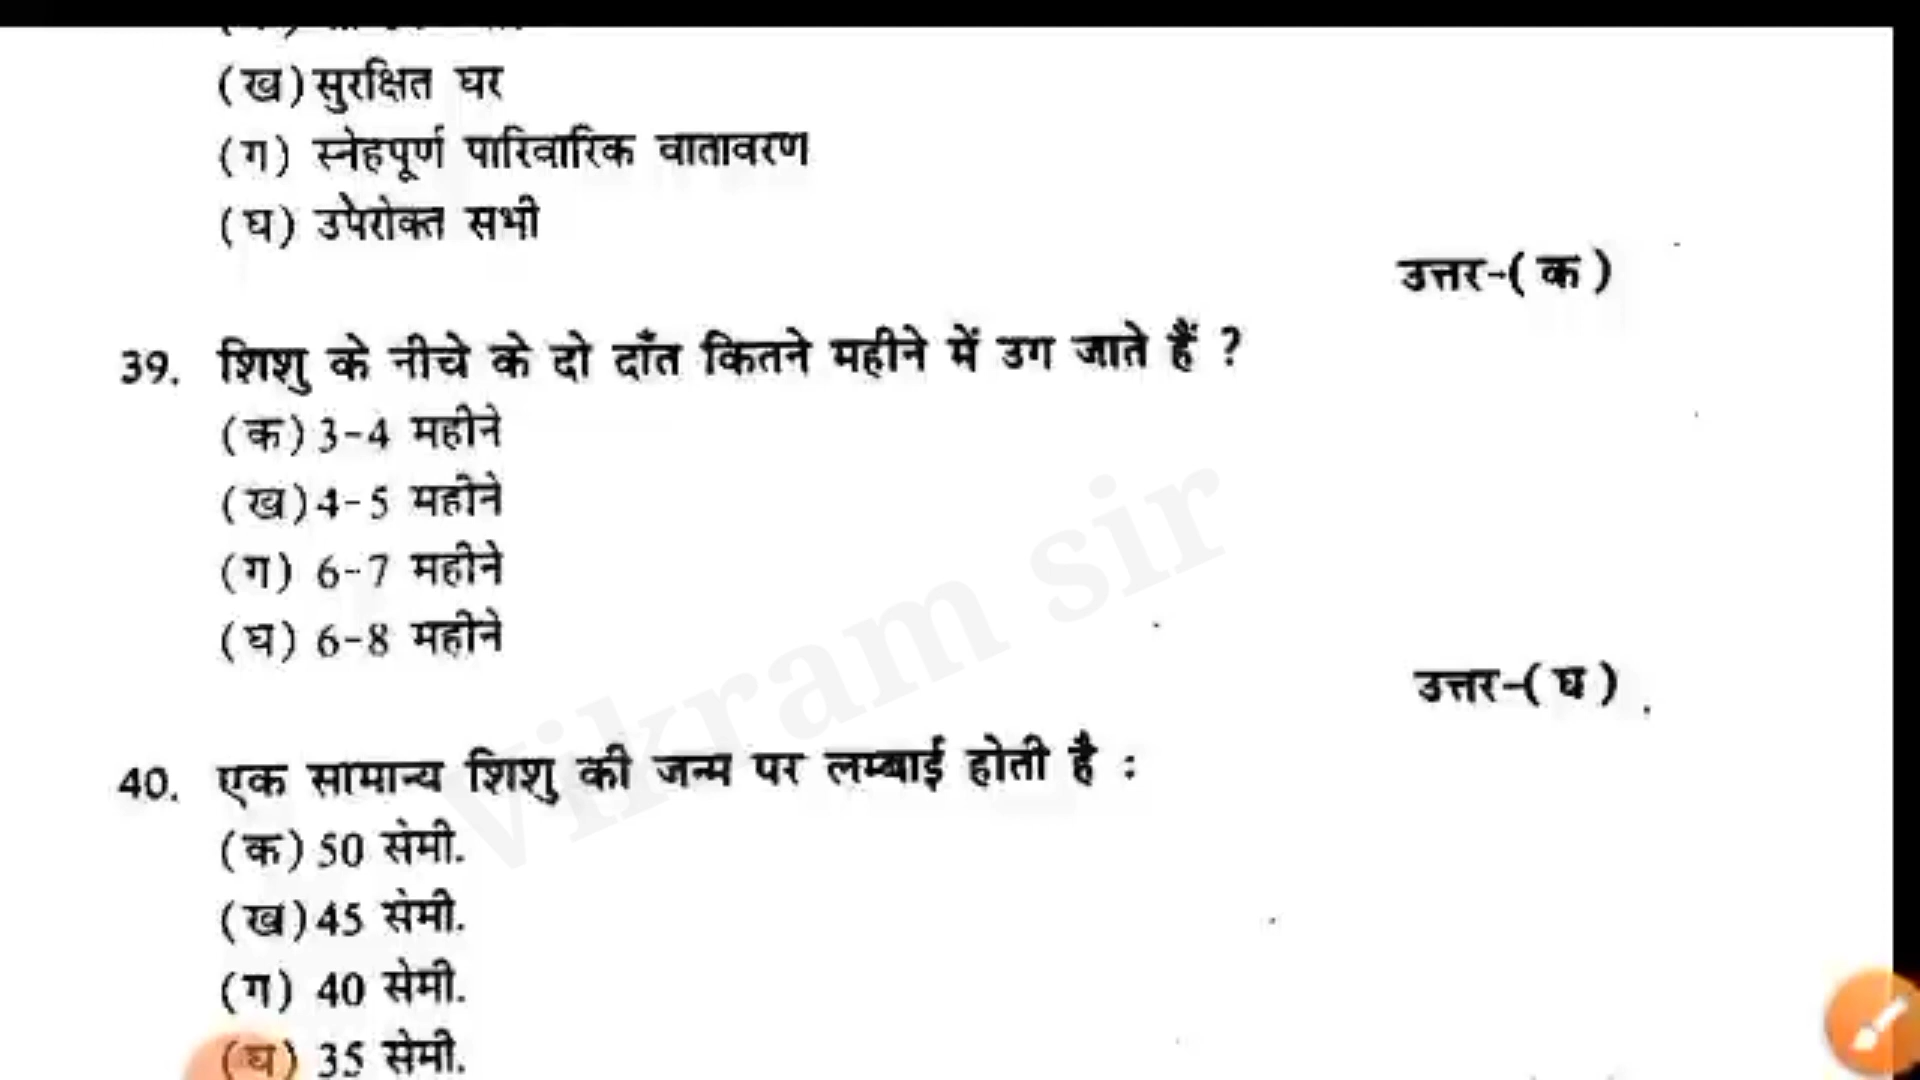 (ख) सुरक्षित घर
(ग) स्नेहपूर्ण पारिवारिक वातावरण
(घ) उपरोक्त सभी
उत्तर-(क)
39. शिशु के नीचे के दो दाँत कितने महीने में उग जाते हैं ?
(क) 3-4 महीने
(ख) 4-5 महीने
(ग) 6-7 महीने
(घ) 6-8 महीने
उत्तर-(घ)
40. एक सामान्य शिशु की जन्म पर लम्बाई होती है :
(क) 50 सेमी.
(ख) 45 सेमी.
(ग) 40 सेमी.
(घ) 35 सेमी.
Vikram sir